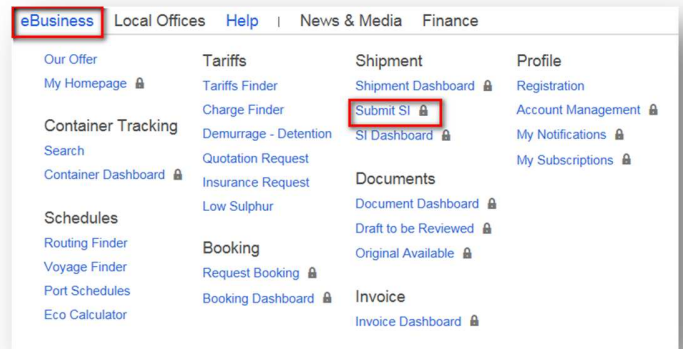 eBusiness Local Offices Help | News & Media Finance
Our Offer
My Homepage
Container Tracking
Search
Container Dashboard
Schedules
Routing Finder
Voyage Finder
Port Schedules
Eco Calculator
Tariffs
Tariffs Finder
Charge Finder
Demurrage - Detention
Quotation Request
Insurance Request
Low Sulphur
Booking
Request Booking
Booking Dashboard
Shipment
Shipment Dashboard
Submit SI
SI Dashboard
Documents
Document Dashboard
Draft to be Reviewed
Original Available
Invoice
Invoice Dashboard
Profile
Registration
Account Management
My Notifications
My Subscriptions